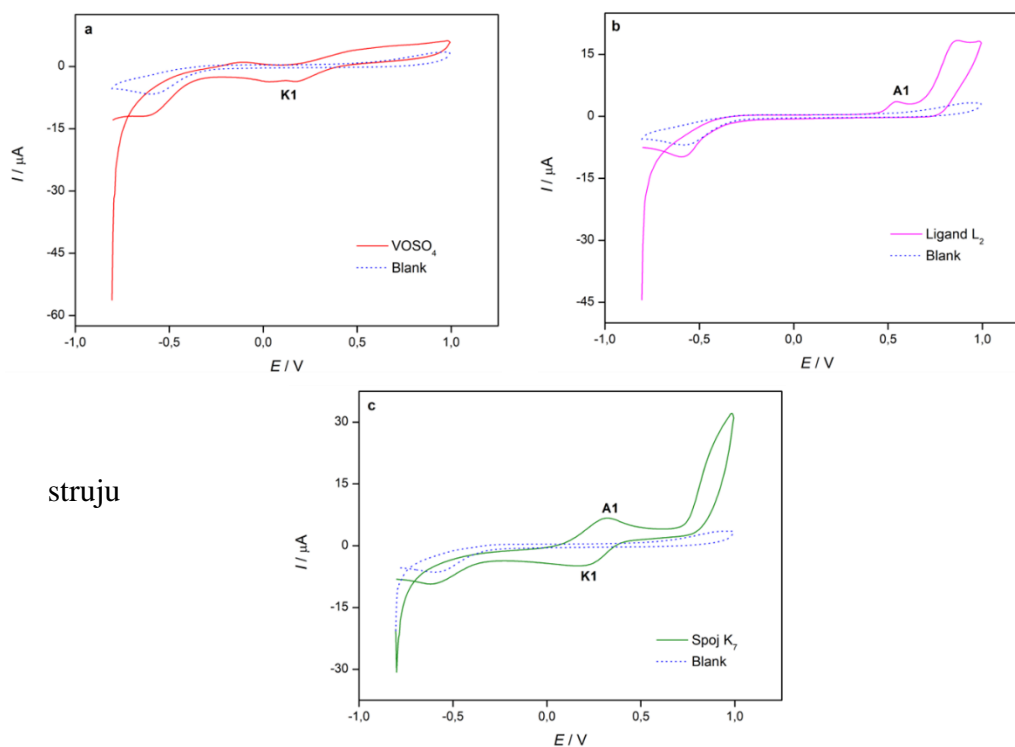 a
0
-15
-30
-45
-60
I / µA
K1
VOSO₄
Blank
-1,0 -0,5 0,0 0,5 1,0
E / V
b
15
0
-15
-30
-45
I / µA
A1
Ligand L₂
Blank
-1,0 -0,5 0,0 0,5 1,0
E / V
struju
c
30
15
0
-15
-30
I / µA
A1
K1
Spoj K₇
Blank
-1,0 -0,5 0,0 0,5 1,0
E / V